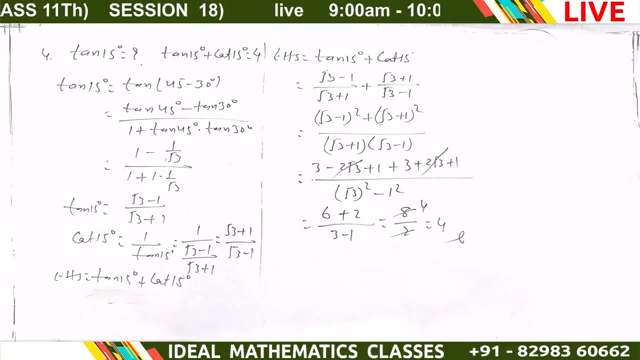 ASS 11Th) SESSION 18) live 9:00am - 10:0 LIVE
4. tan15°=? tan15°+Cot15°=4
tan15° = tan(45-30°)
= tan45°-tan30° / 1+tan45°·tan30°
= 1 - 1/√3 / 1+1·1/√3
tan15° = √3-1 / √3+1
Cot15° = 1/tan15° = 1 / √3-1/√3+1 = √3+1 / √3-1
LHS = tan15° + Cot15°
LHS = tan15° + Cot15
= √3-1 / √3+1 + √3+1 / √3-1
= (√3-1)²+(√3+1)² / (√3+1)(√3-1)
= 3-2√3+1+3+2√3+1 / (√3)²-1²
= 6+2 / 3-1 = 8/2 4 = 4
LIVE IDEAL MATHEMATICS CLASSES +91 - 82983 60662